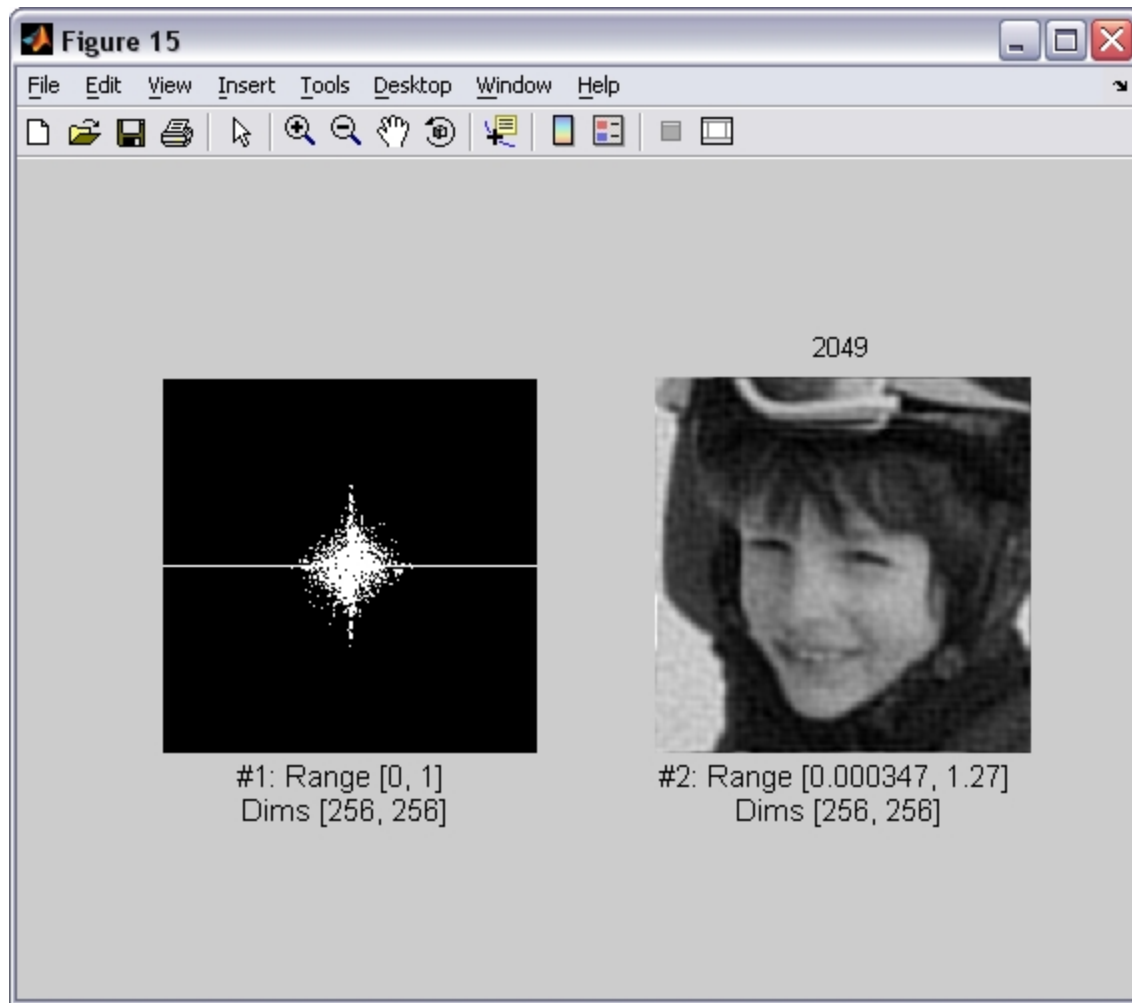 Figure 15
File Edit View Insert Tools Desktop Window Help
2049
#1: Range [0, 1]
Dims [256, 256]
#2: Range [0.000347, 1.27]
Dims [256, 256]